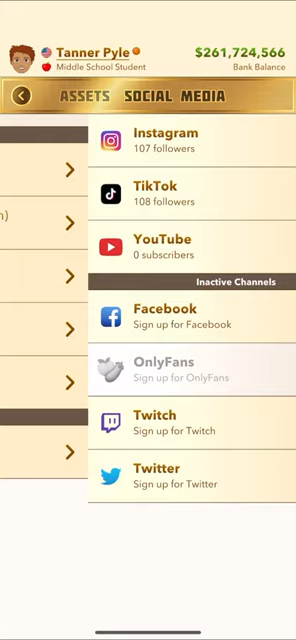 Tanner Pyle
$261,724,566
Middle School Student
Bank Balance
ASSETS SOCIAL MEDIA
Instagram
107 followers
TikTok
108 followers
n)
YouTube
0 subscribers
Inactive Channels
Facebook
Sign up for Facebook
OnlyFans
Sign up for OnlyFans
Twitch
Sign up for Twitch
Twitter
Sign up for Twitter